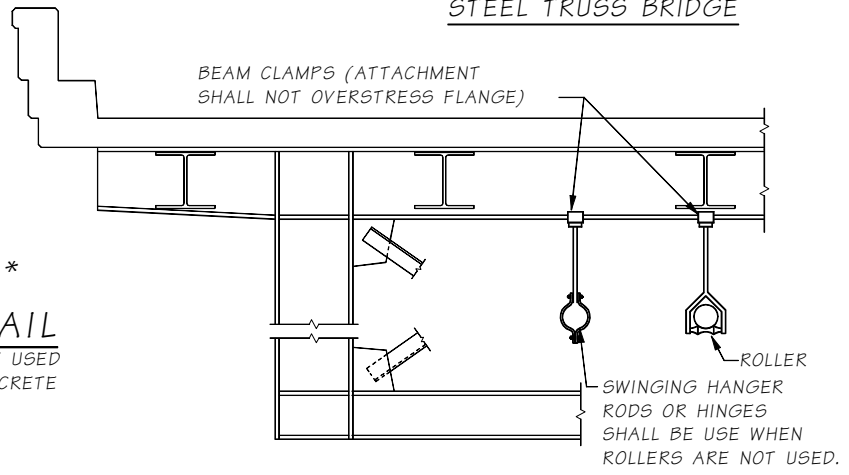 STEEL TRUSS BRIDGE
BEAM CLAMPS (ATTACHMENT
SHALL NOT OVERSTRESS FLANGE)
*
AIL
USED
CRETE
ROLLER
SWINGING HANGER
RODS OR HINGES
SHALL BE USE WHEN
ROLLERS ARE NOT USED.